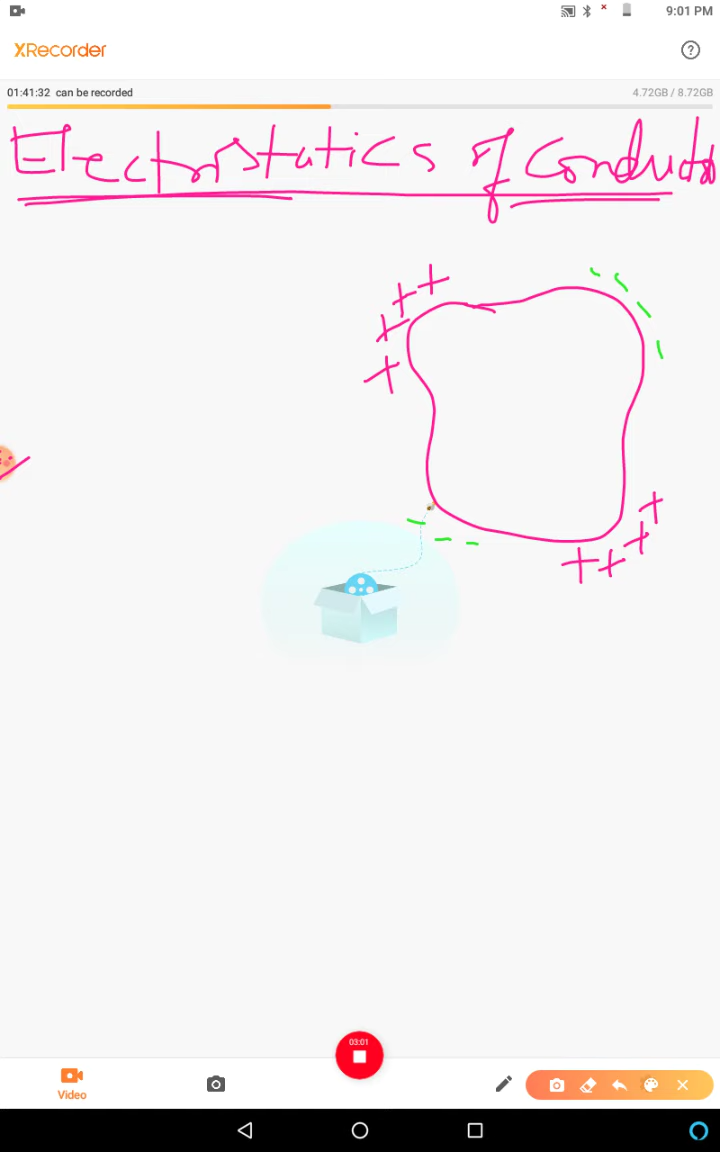 9:01 PM
XRecorder
01:41:32 can be recorded
4.72GB / 8.72GB
Electrostatics of Conducto
+ + + +
- - - -
+ + + +
- - -
03:01
Video